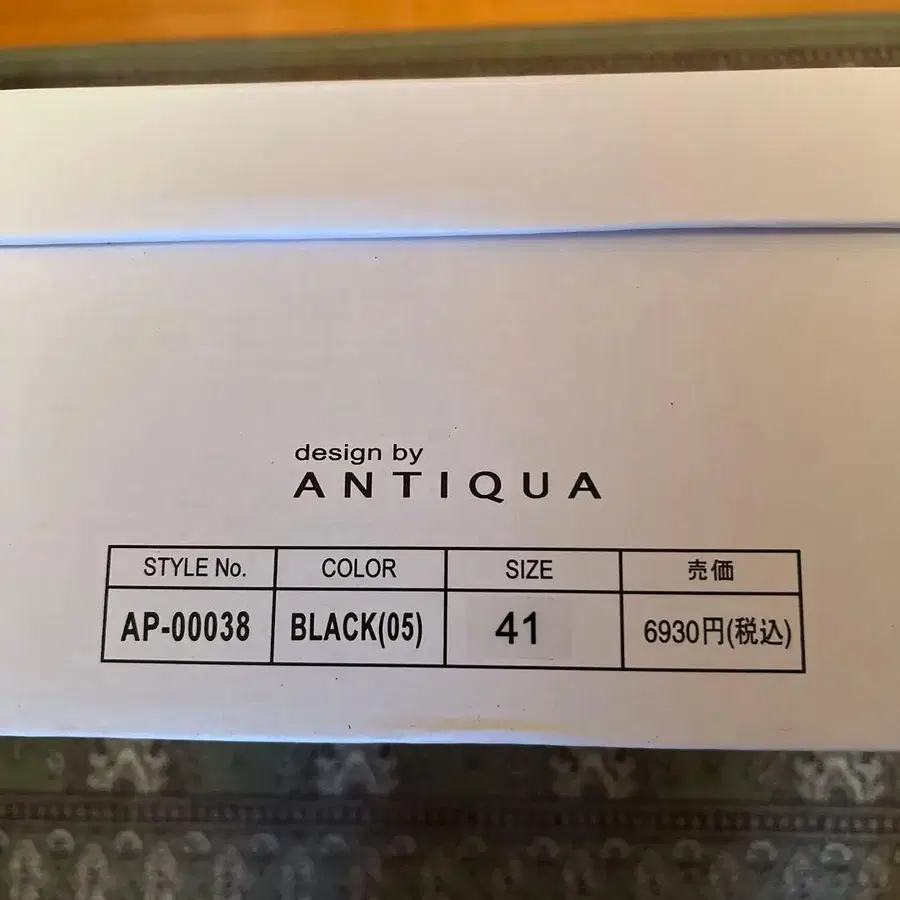 design by
ANTIQUA
STYLE No. COLOR SIZE 売価
AP-00038 BLACK(05) 41 6930円(税込)